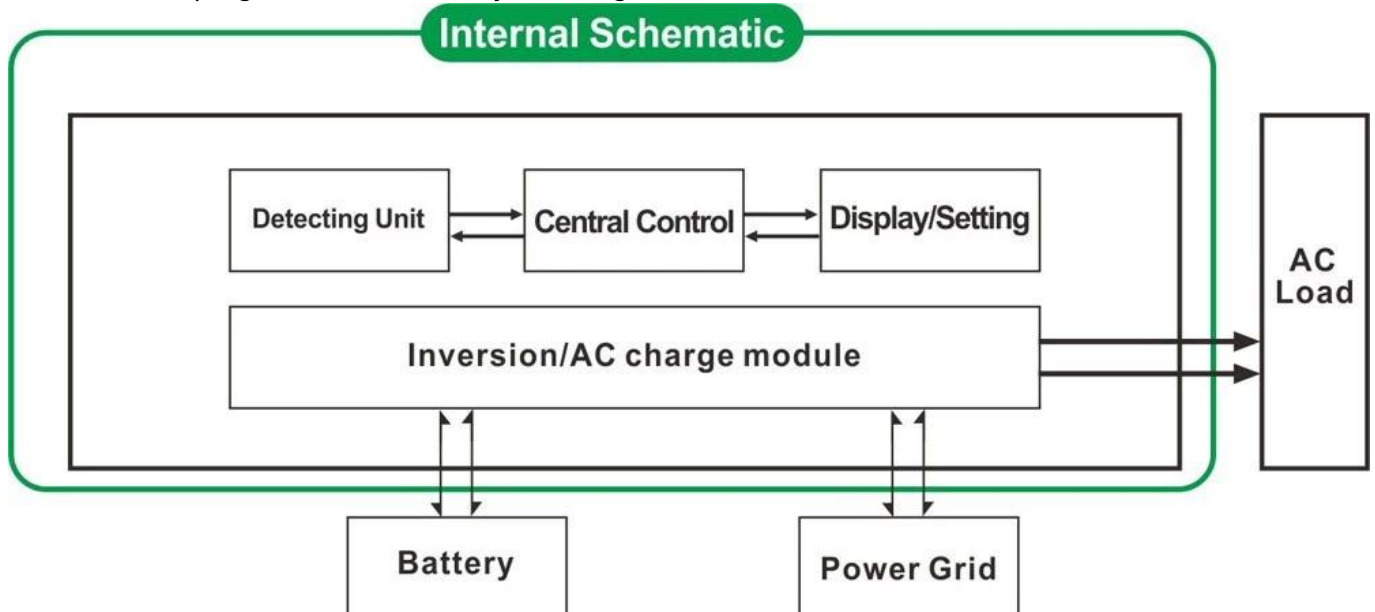 Internal Schematic
Detecting Unit
Central Control
Display/Setting
AC
Load
Inversion/AC charge module
Battery
Power Grid